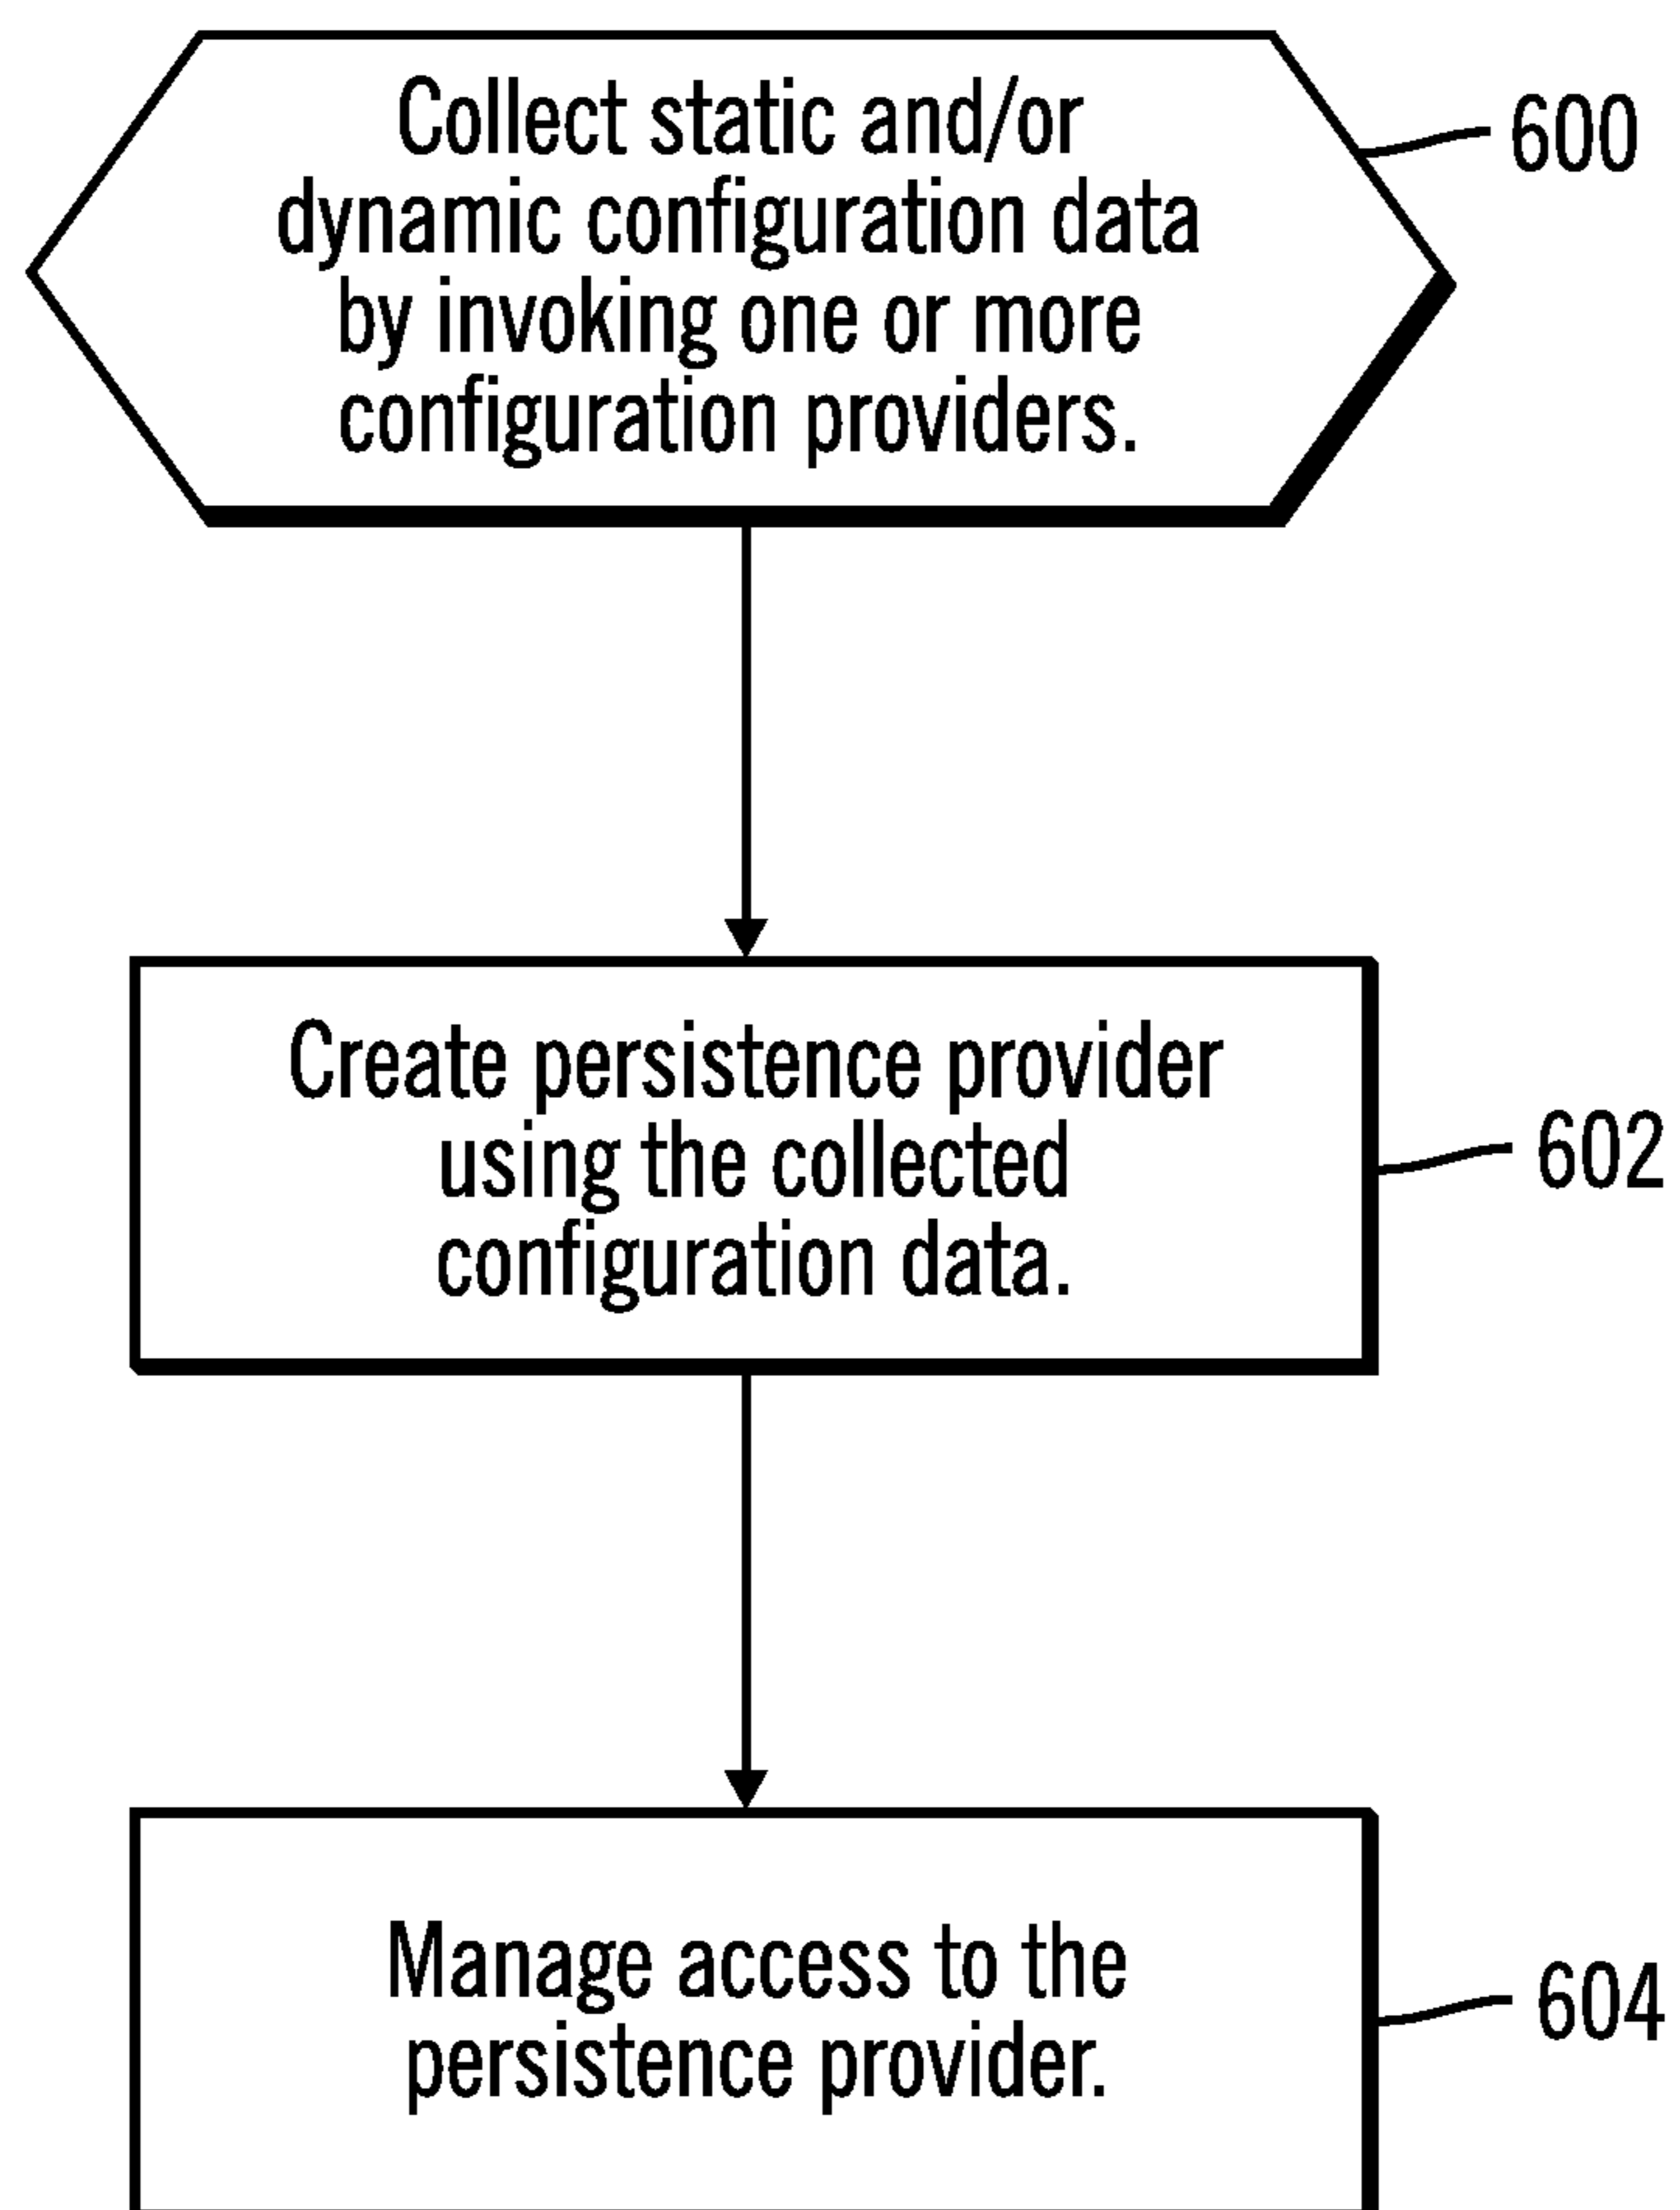 Collect static and/or
dynamic configuration data
by invoking one or more
configuration providers.
600
Create persistence provider
using the collected
configuration data.
602
Manage access to the
persistence provider.
604